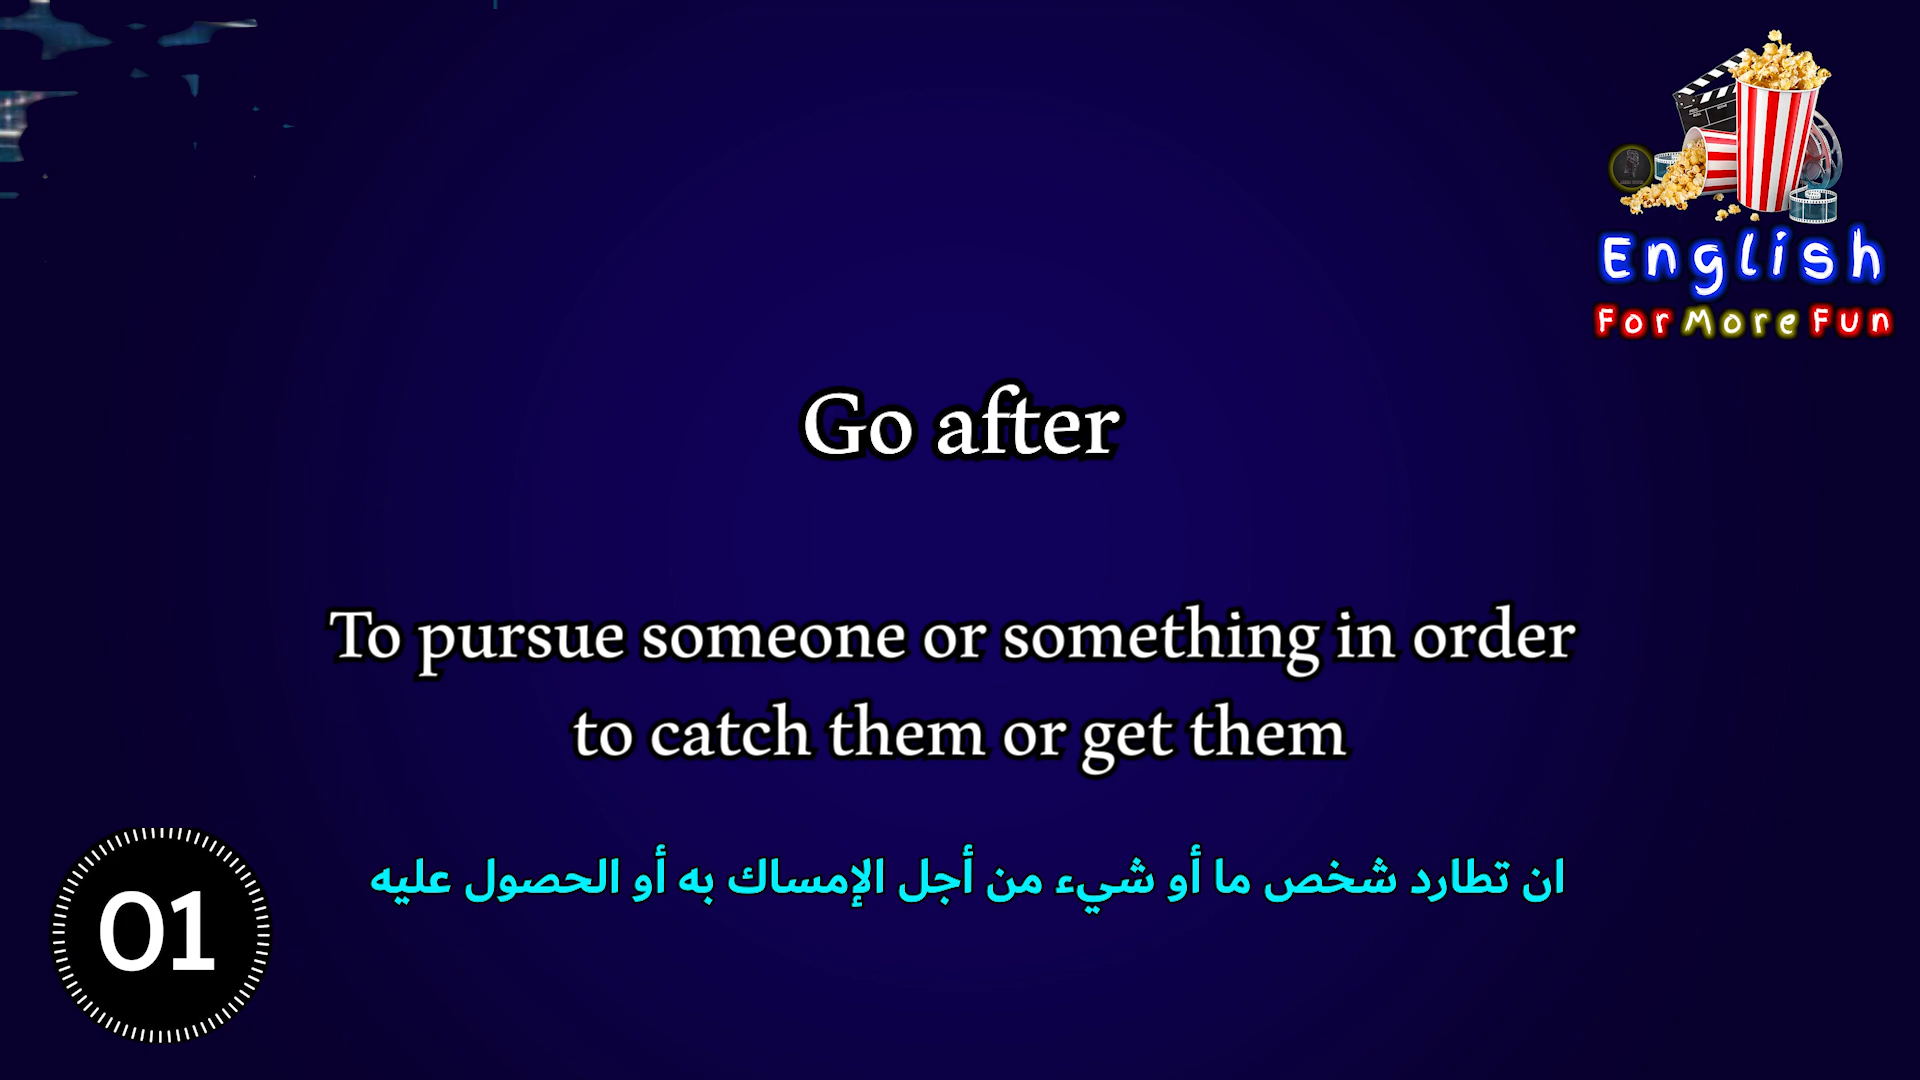 English
For More Fun
Go after
To pursue someone or something in order
to catch them or get them
ان تطارد شخص ما أو شيء من أجل الإمساك به أو الحصول عليه
01